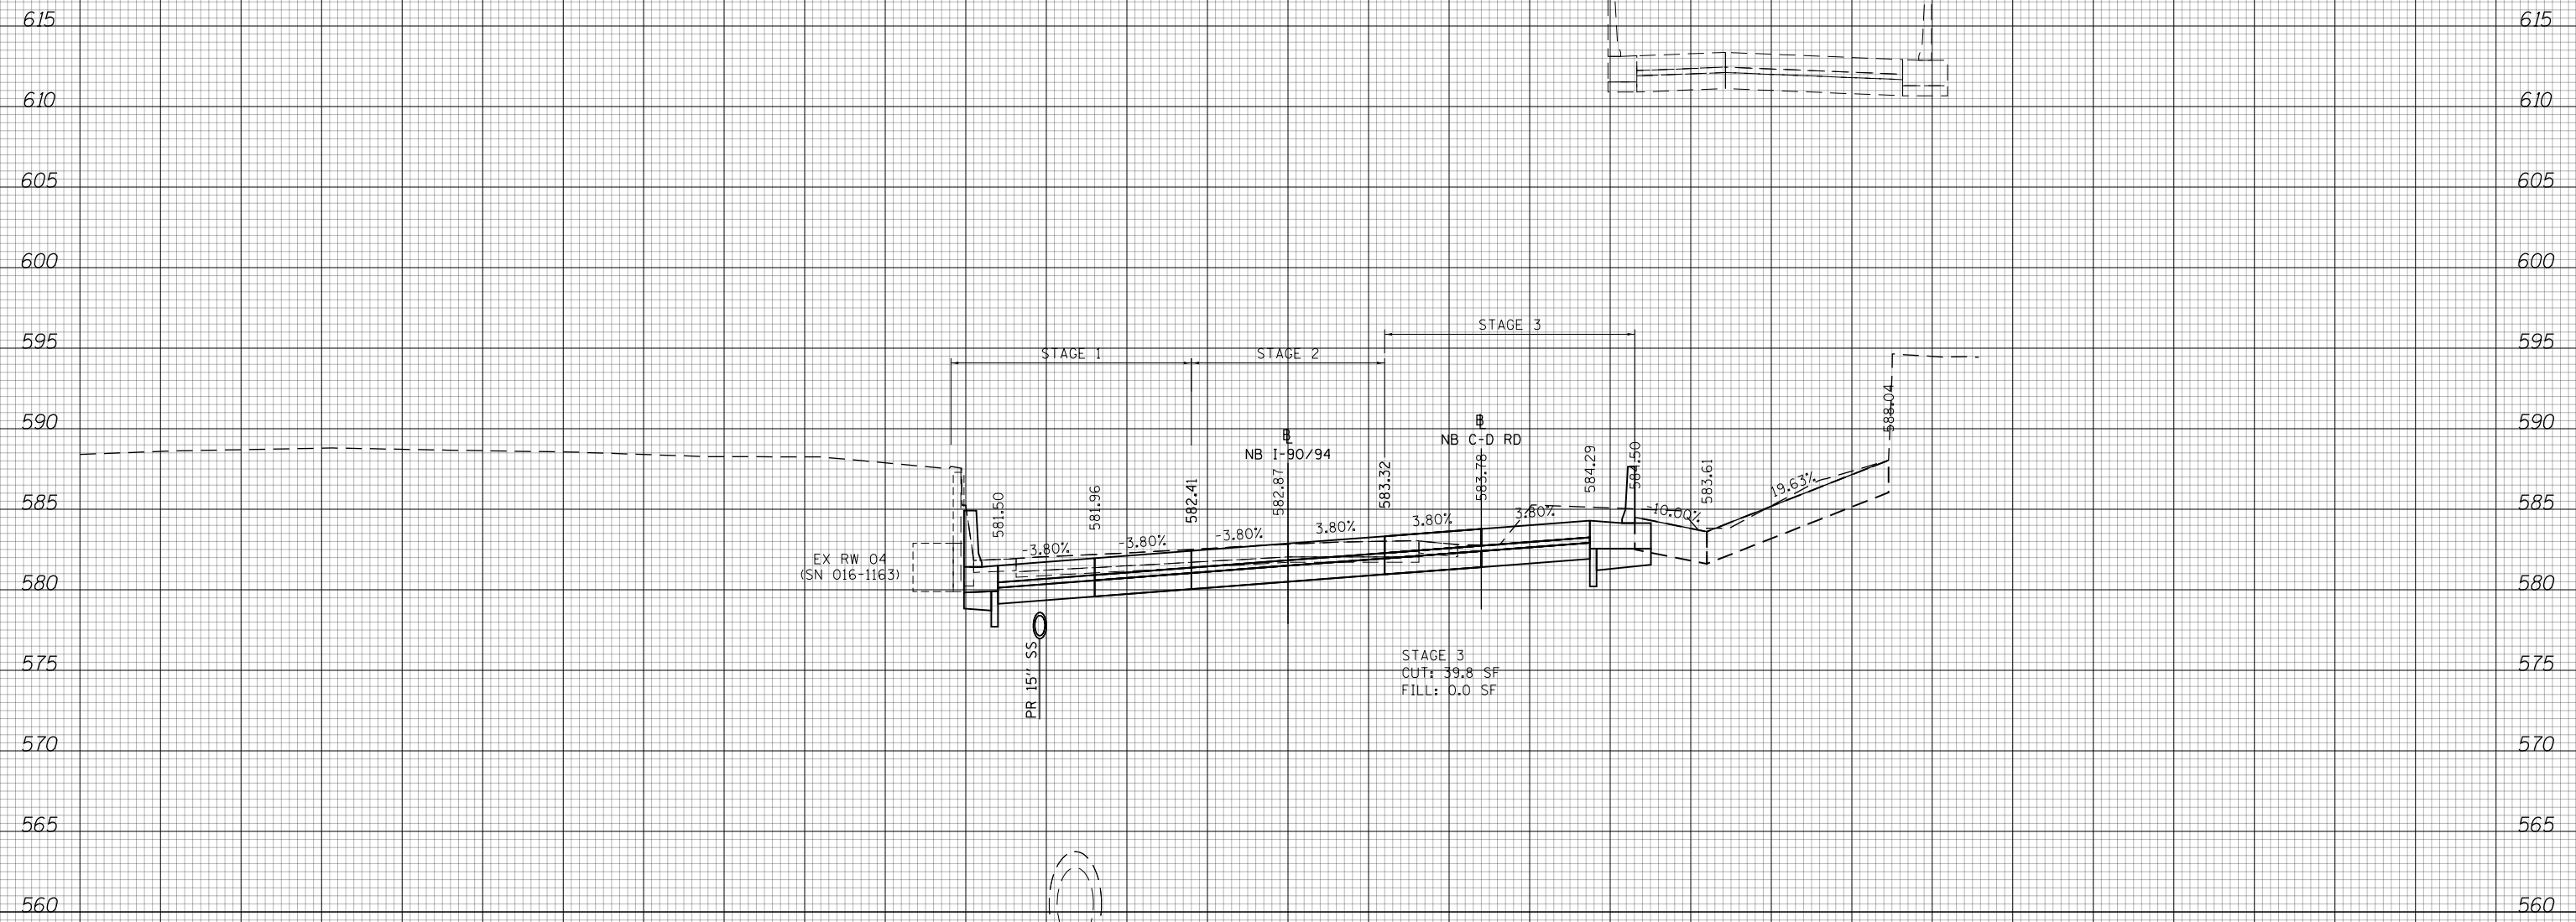 615 615
610 610
605 605
600 600
595 595
590 590
585 585
580 580
575 575
570 570
565 565
560 560
STAGE 3
STAGE 1
STAGE 2
588.04
NB I-90/94
NB C-D RD
581.50
581.96
582.41
582.87
583.32
583.78
584.29
584.50
583.61
-3.80%
-3.80%
-3.80%
3.80%
3.80%
3.80%
-10.00%
19.63%
EX RW 04
(SN 016-1163)
PR 15" SS
STAGE 3
CUT: 39.8 SF
FILL: 0.0 SF